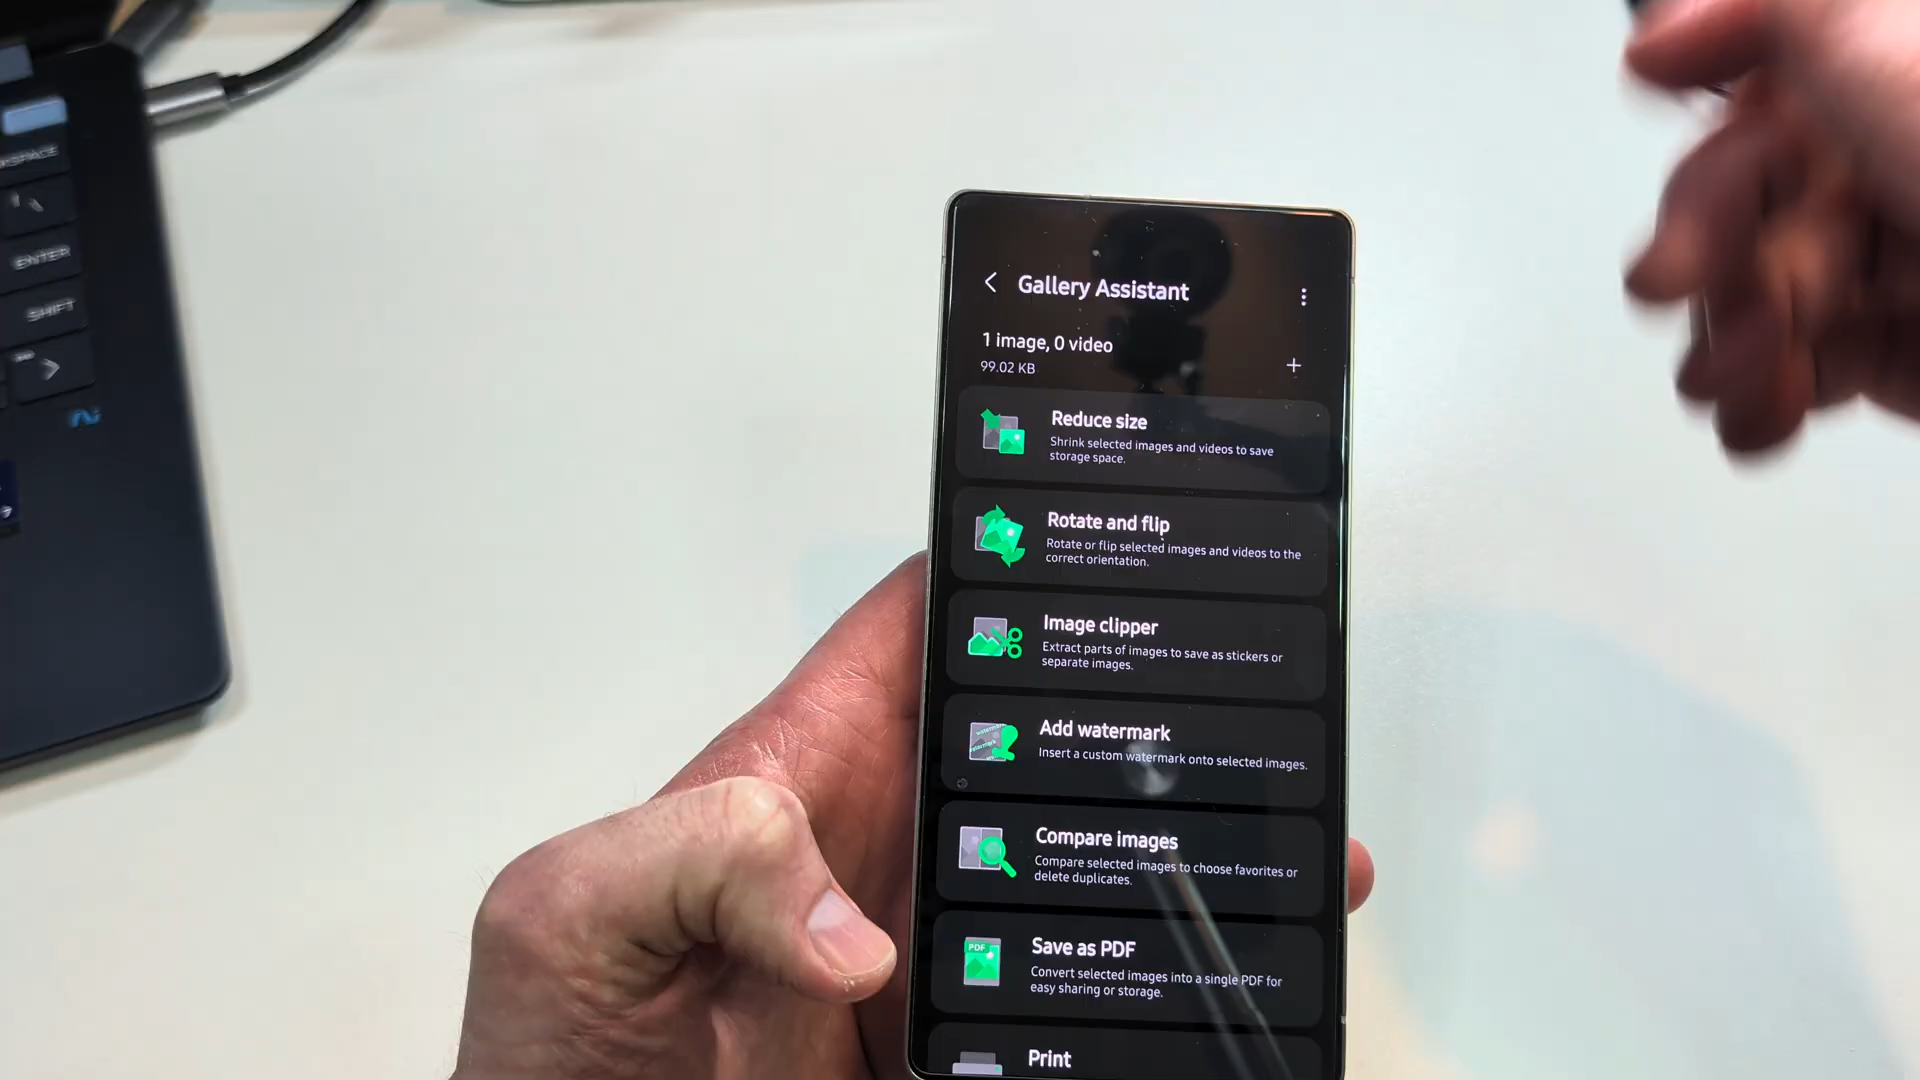 ENTER
SHIFT
Gallery Assistant
1 image, 0 video
99.02 KB
Reduce size
Shrink selected images and videos to save
storage space.
Rotate and flip
Rotate or flip selected images and videos to the
correct orientation.
Image clipper
Extract parts of images to save as stickers or
separate images.
Add watermark
Insert a custom watermark onto selected images.
Compare images
Compare selected images to choose favorites or
delete duplicates.
PDF
Save as PDF
Convert selected images into a single PDF for
easy sharing or storage.
Print